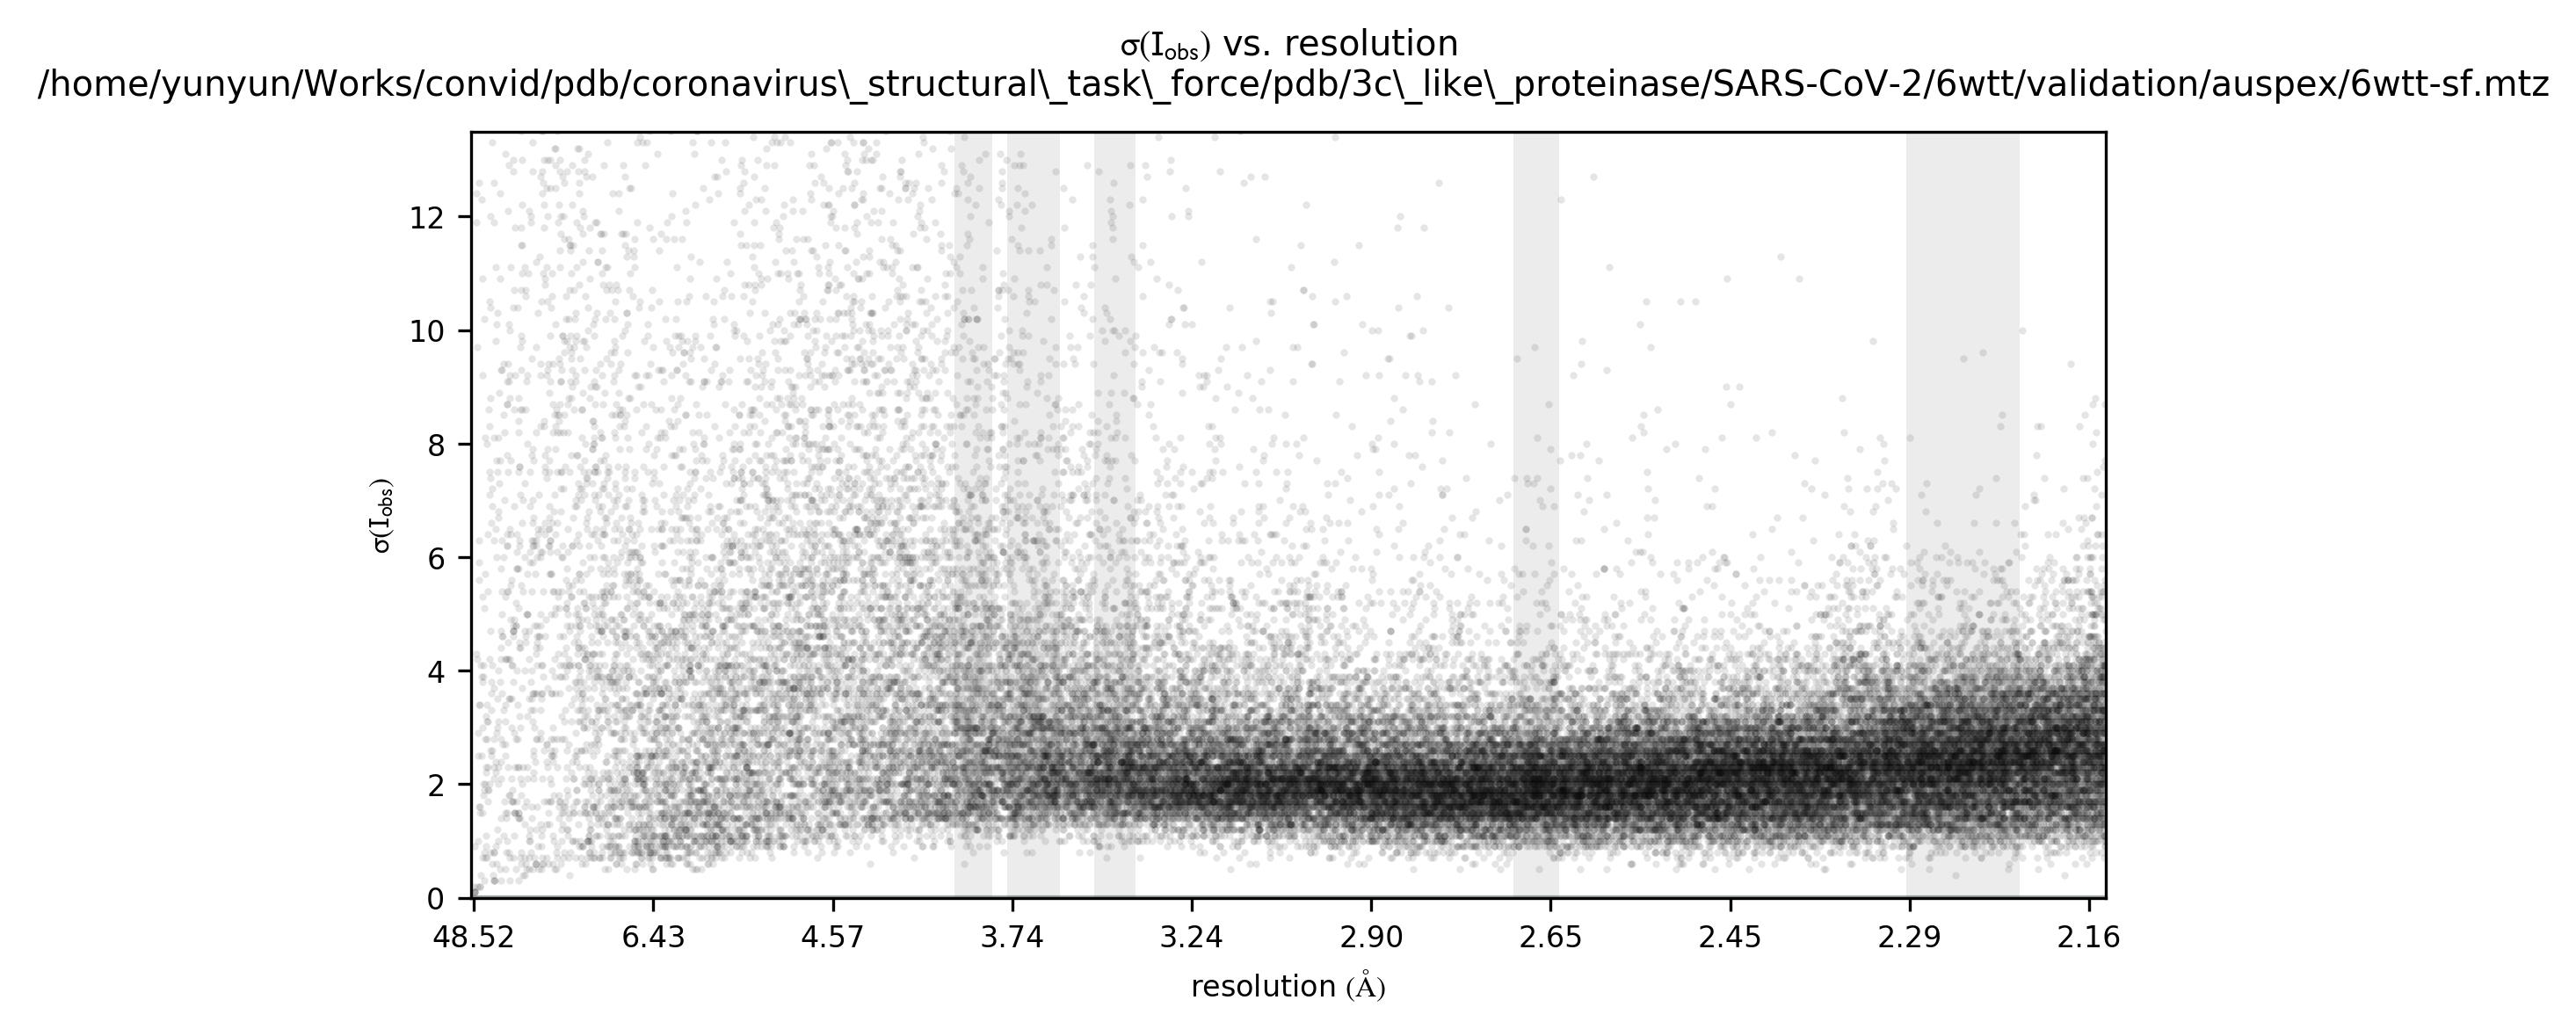 σ(I_obs) vs. resolution
/home/yunyun/Works/convid/pdb/coronavirus\_structural\_task\_force/pdb/3c\_like\_proteinase/SARS-CoV-2/6wtt/validation/auspex/6wtt-sf.mtz
12
10
8
6
4
2
0
σ(I_obs)
48.52 6.43 4.57 3.74 3.24 2.90 2.65 2.45 2.29 2.16
resolution (Å)